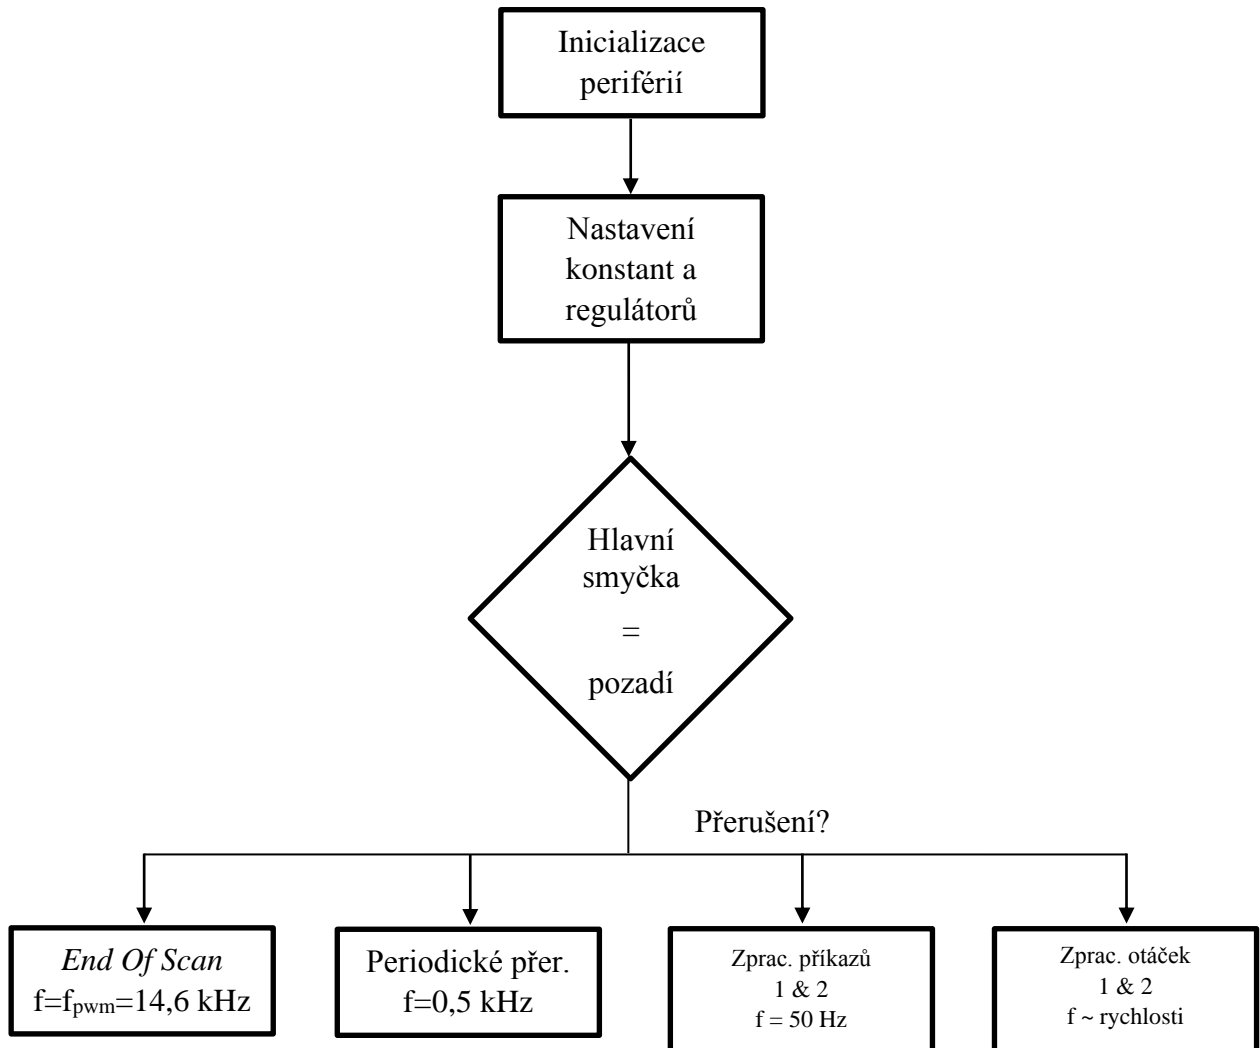 Inicializace
periférií
Nastavení
konstant a
regulátorů
Hlavní
smyčka
=
pozadí
Přerušení?
End Of Scan
f=fpwm=14,6 kHz
Periodické přer.
f=0,5 kHz
Zprac. příkazů
1 & 2
f = 50 Hz
Zprac. otáček
1 & 2
f ~ rychlosti